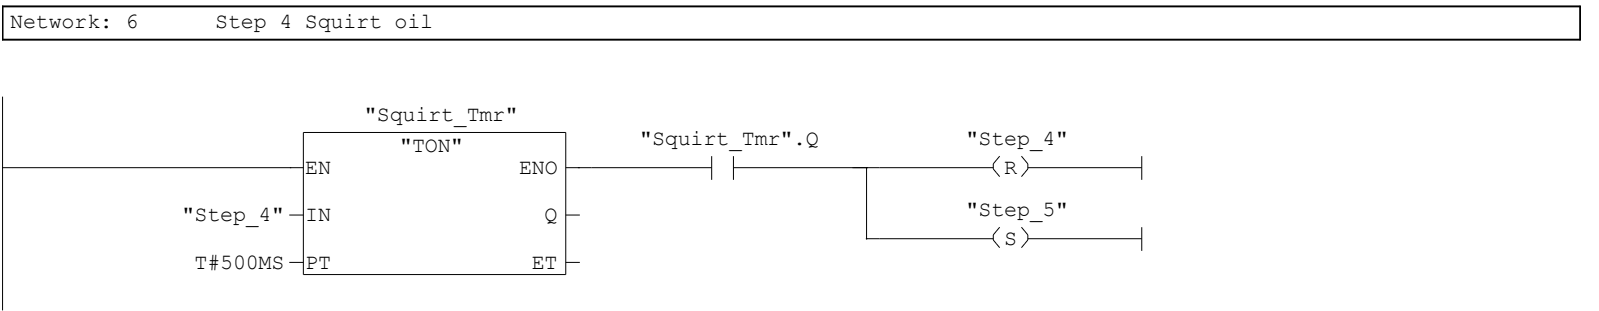 Network: 6 Step 4 Squirt oil
"Squirt_Tmr"
"TON" "Squirt_Tmr".Q "Step_4"
EN ENO (R)
"Step_4" IN Q "Step_5"
(S)
T#500MS PT ET